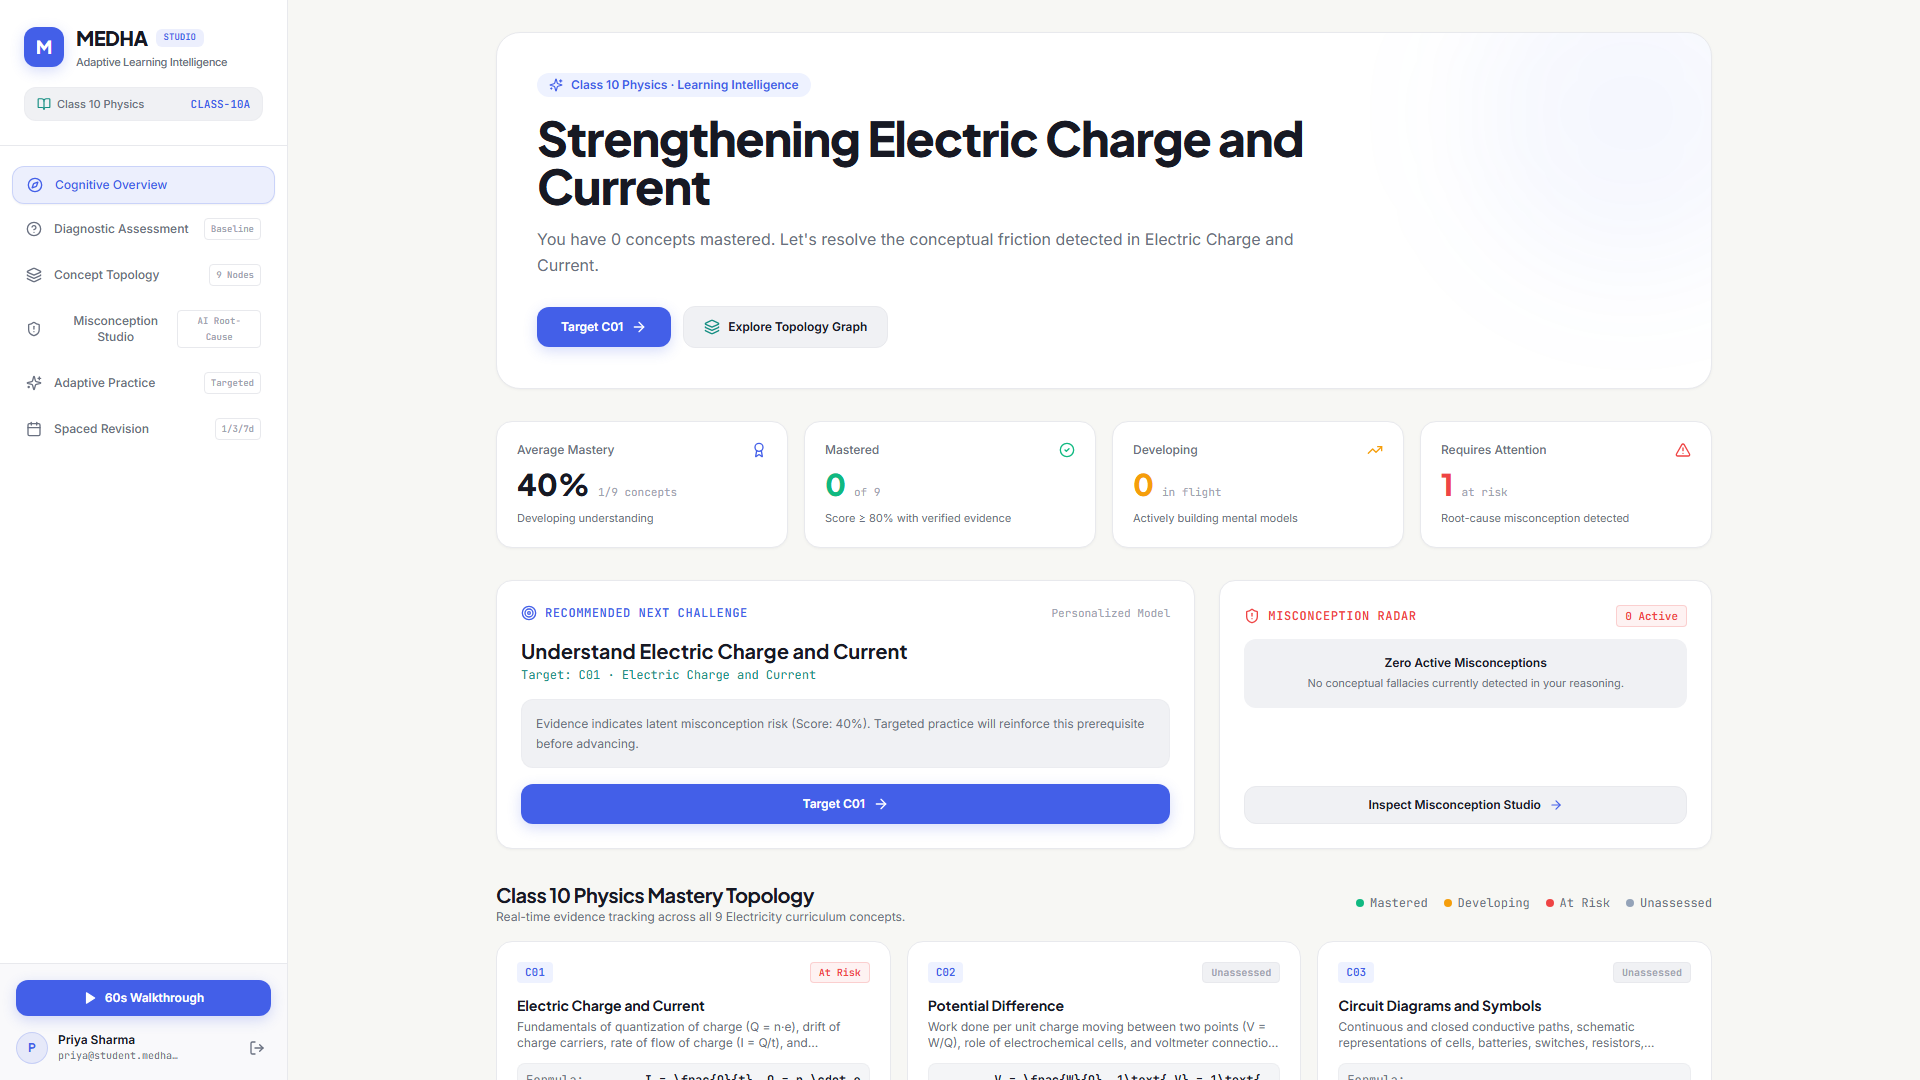 M
MEDHA STUDIO
Adaptive Learning Intelligence
Class 10 Physics CLASS-10A
Cognitive Overview
Diagnostic Assessment Baseline
Concept Topology 9 Nodes
Misconception Studio AI Root-Cause
Adaptive Practice Targeted
Spaced Revision 1/3/7d
60s Walkthrough
P
Priya Sharma
priya@student.medha…
Class 10 Physics · Learning Intelligence
Strengthening Electric Charge and
Current
You have 0 concepts mastered. Let's resolve the conceptual friction detected in Electric Charge and
Current.
Target C01 → Explore Topology Graph
Average Mastery
40% 1/9 concepts
Developing understanding
Mastered
0 of 9
Score ≥ 80% with verified evidence
Developing
0 in flight
Actively building mental models
Requires Attention
1 at risk
Root-cause misconception detected
RECOMMENDED NEXT CHALLENGE Personalized Model
Understand Electric Charge and Current
Target: C01 · Electric Charge and Current
Evidence indicates latent misconception risk (Score: 40%). Targeted practice will reinforce this prerequisite
before advancing.
Target C01 →
MISCONCEPTION RADAR 0 Active
Zero Active Misconceptions
No conceptual fallacies currently detected in your reasoning.
Inspect Misconception Studio →
Class 10 Physics Mastery Topology
Real-time evidence tracking across all 9 Electricity curriculum concepts.
Mastered Developing At Risk Unassessed
C01 At Risk
Electric Charge and Current
Fundamentals of quantization of charge (Q = n·e), drift of
charge carriers, rate of flow of charge (I = Q/t), and...
Formula: I = \frac{Q}{t}, Q = n \cdot e
C02 Unassessed
Potential Difference
Work done per unit charge moving between two points (V =
W/Q), role of electrochemical cells, and voltmeter connectio...
V = \frac{W}{Q}, 1\text{ V} = 1\text{
C03 Unassessed
Circuit Diagrams and Symbols
Continuous and closed conductive paths, schematic
representations of cells, batteries, switches, resistors,...
Formula: